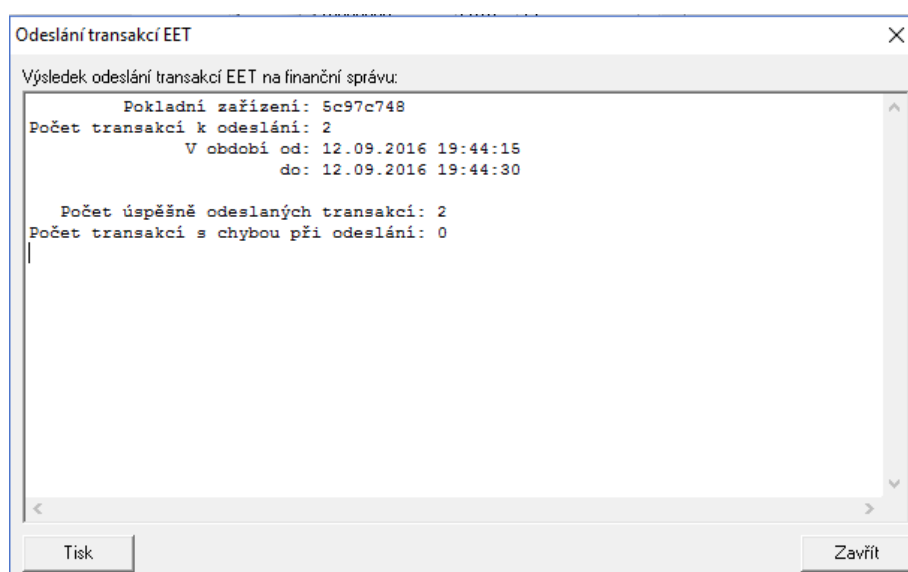 Odeslání transakcí EET
Výsledek odeslání transakcí EET na finanční správu:
Pokladní zařízení: 5c97c748
Počet transakcí k odeslání: 2
V období od: 12.09.2016 19:44:15
do: 12.09.2016 19:44:30
Počet úspěšně odeslaných transakcí: 2
Počet transakcí s chybou při odeslání: 0
Tisk
Zavřít